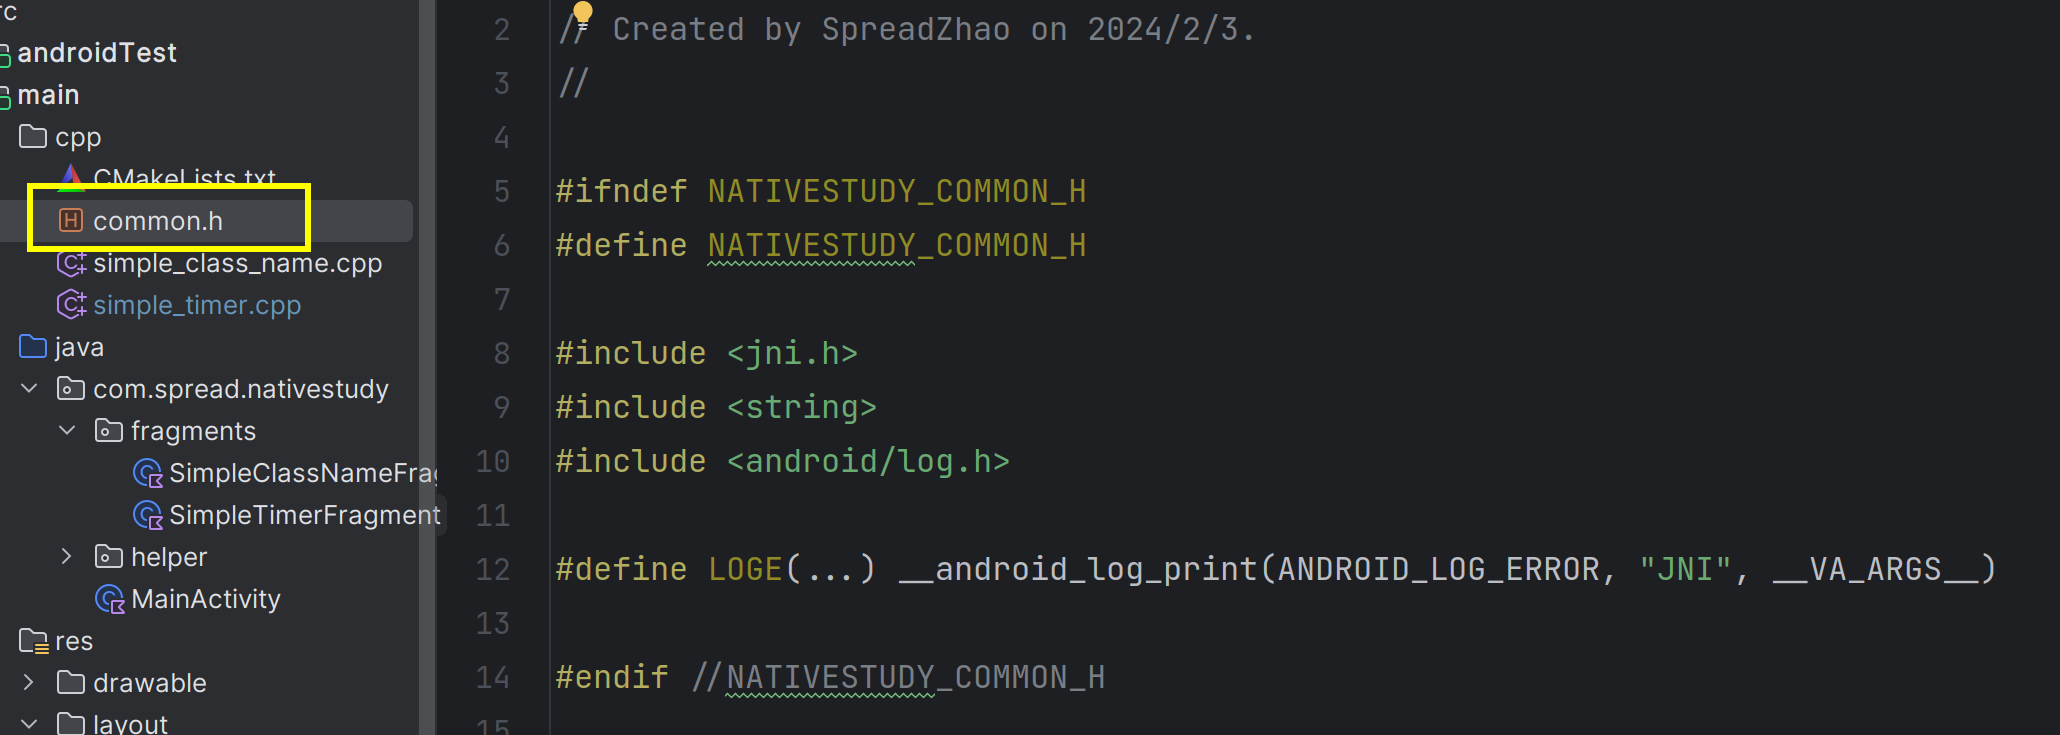 rc
androidTest
main
cpp
CMakeLists.txt
common.h
simple_class_name.cpp
simple_timer.cpp
java
com.spread.nativestudy
fragments
SimpleClassNameFrag
SimpleTimerFragment
helper
MainActivity
res
drawable
layout
2 // Created by SpreadZhao on 2024/2/3.
3 //
4
5 #ifndef NATIVESTUDY_COMMON_H
6 #define NATIVESTUDY_COMMON_H
7
8 #include <jni.h>
9 #include <string>
10 #include <android/log.h>
11
12 #define LOGE(...) __android_log_print(ANDROID_LOG_ERROR, "JNI", __VA_ARGS__)
13
14 #endif //NATIVESTUDY_COMMON_H
15